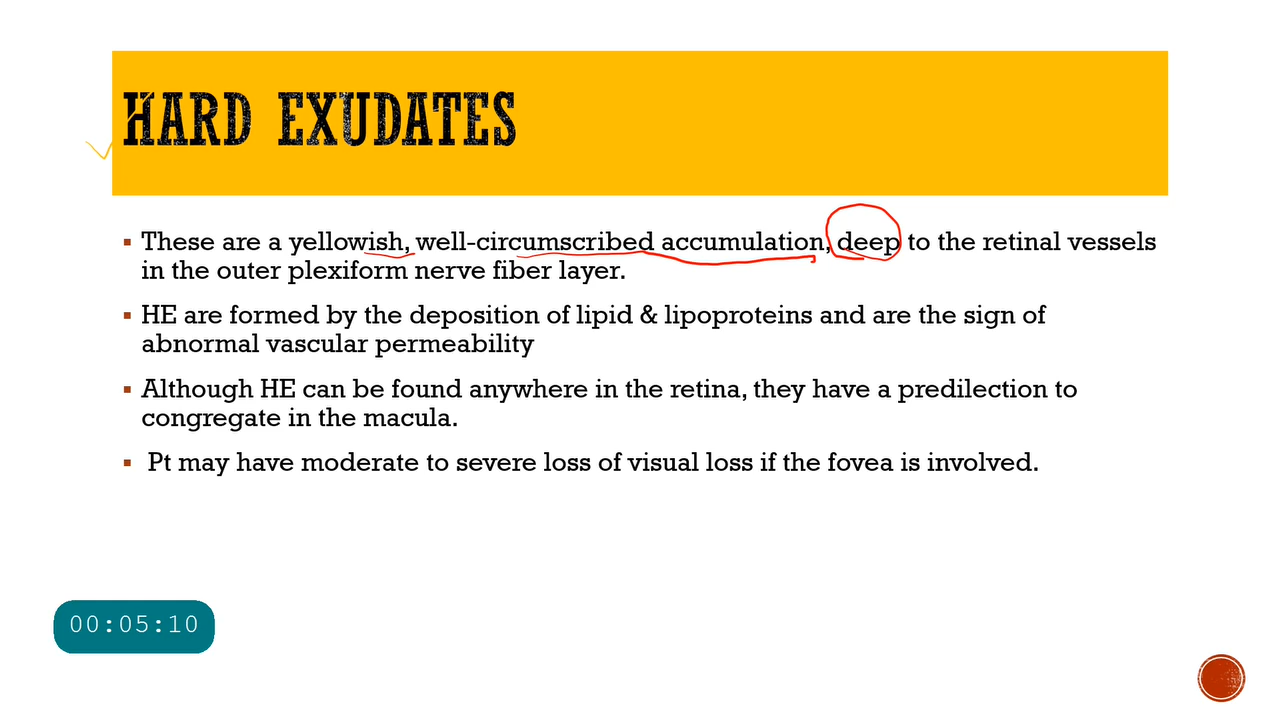 HARD EXUDATES
▪ These are a yellowish, well-circumscribed accumulation, deep to the retinal vessels
in the outer plexiform nerve fiber layer.
▪ HE are formed by the deposition of lipid & lipoproteins and are the sign of
abnormal vascular permeability
▪ Although HE can be found anywhere in the retina, they have a predilection to
congregate in the macula.
▪ Pt may have moderate to severe loss of visual loss if the fovea is involved.
00:05:10